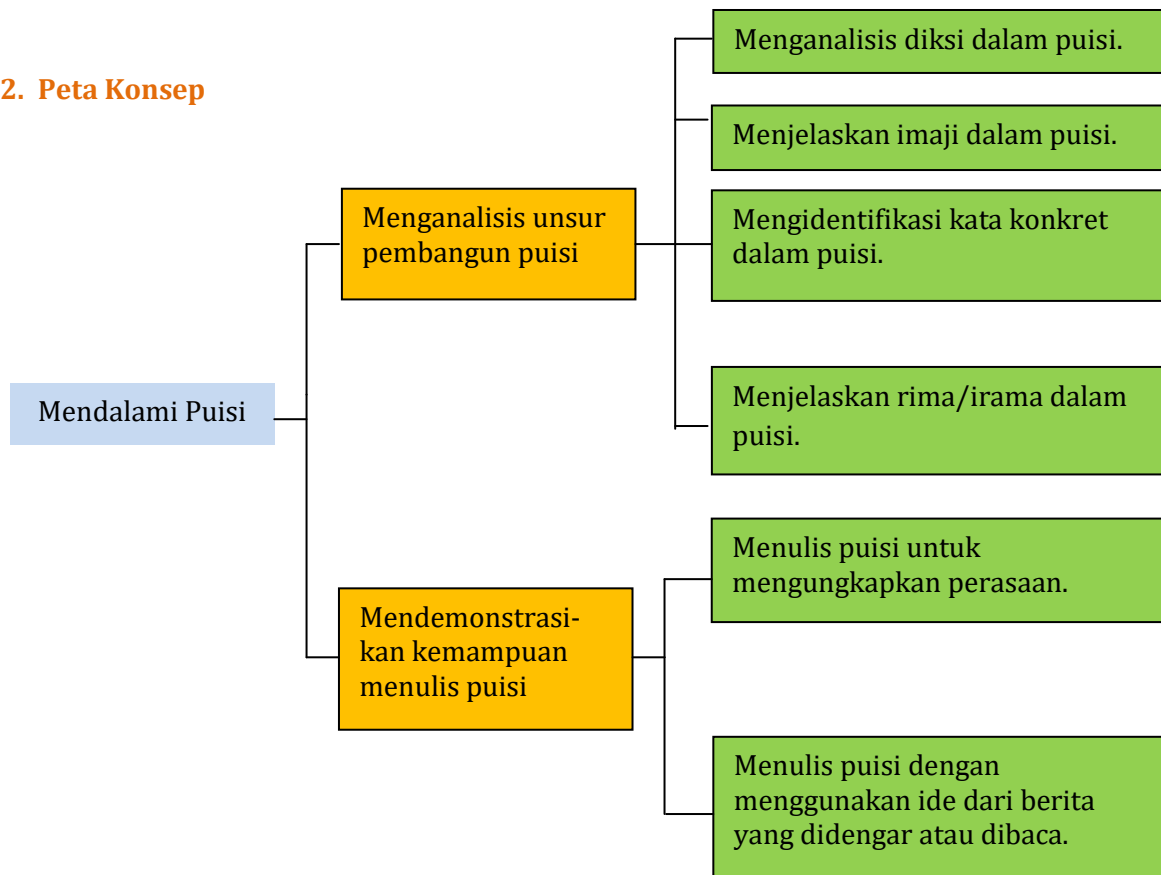 2. Peta Konsep
Mendalami Puisi
Menganalisis unsur
pembangun puisi
Menganalisis diksi dalam puisi.
Menjelaskan imaji dalam puisi.
Mengidentifikasi kata konkret
dalam puisi.
Menjelaskan rima/irama dalam
puisi.
Mendemonstrasi-
kan kemampuan
menulis puisi
Menulis puisi untuk
mengungkapkan perasaan.
Menulis puisi dengan
menggunakan ide dari berita
yang didengar atau dibaca.